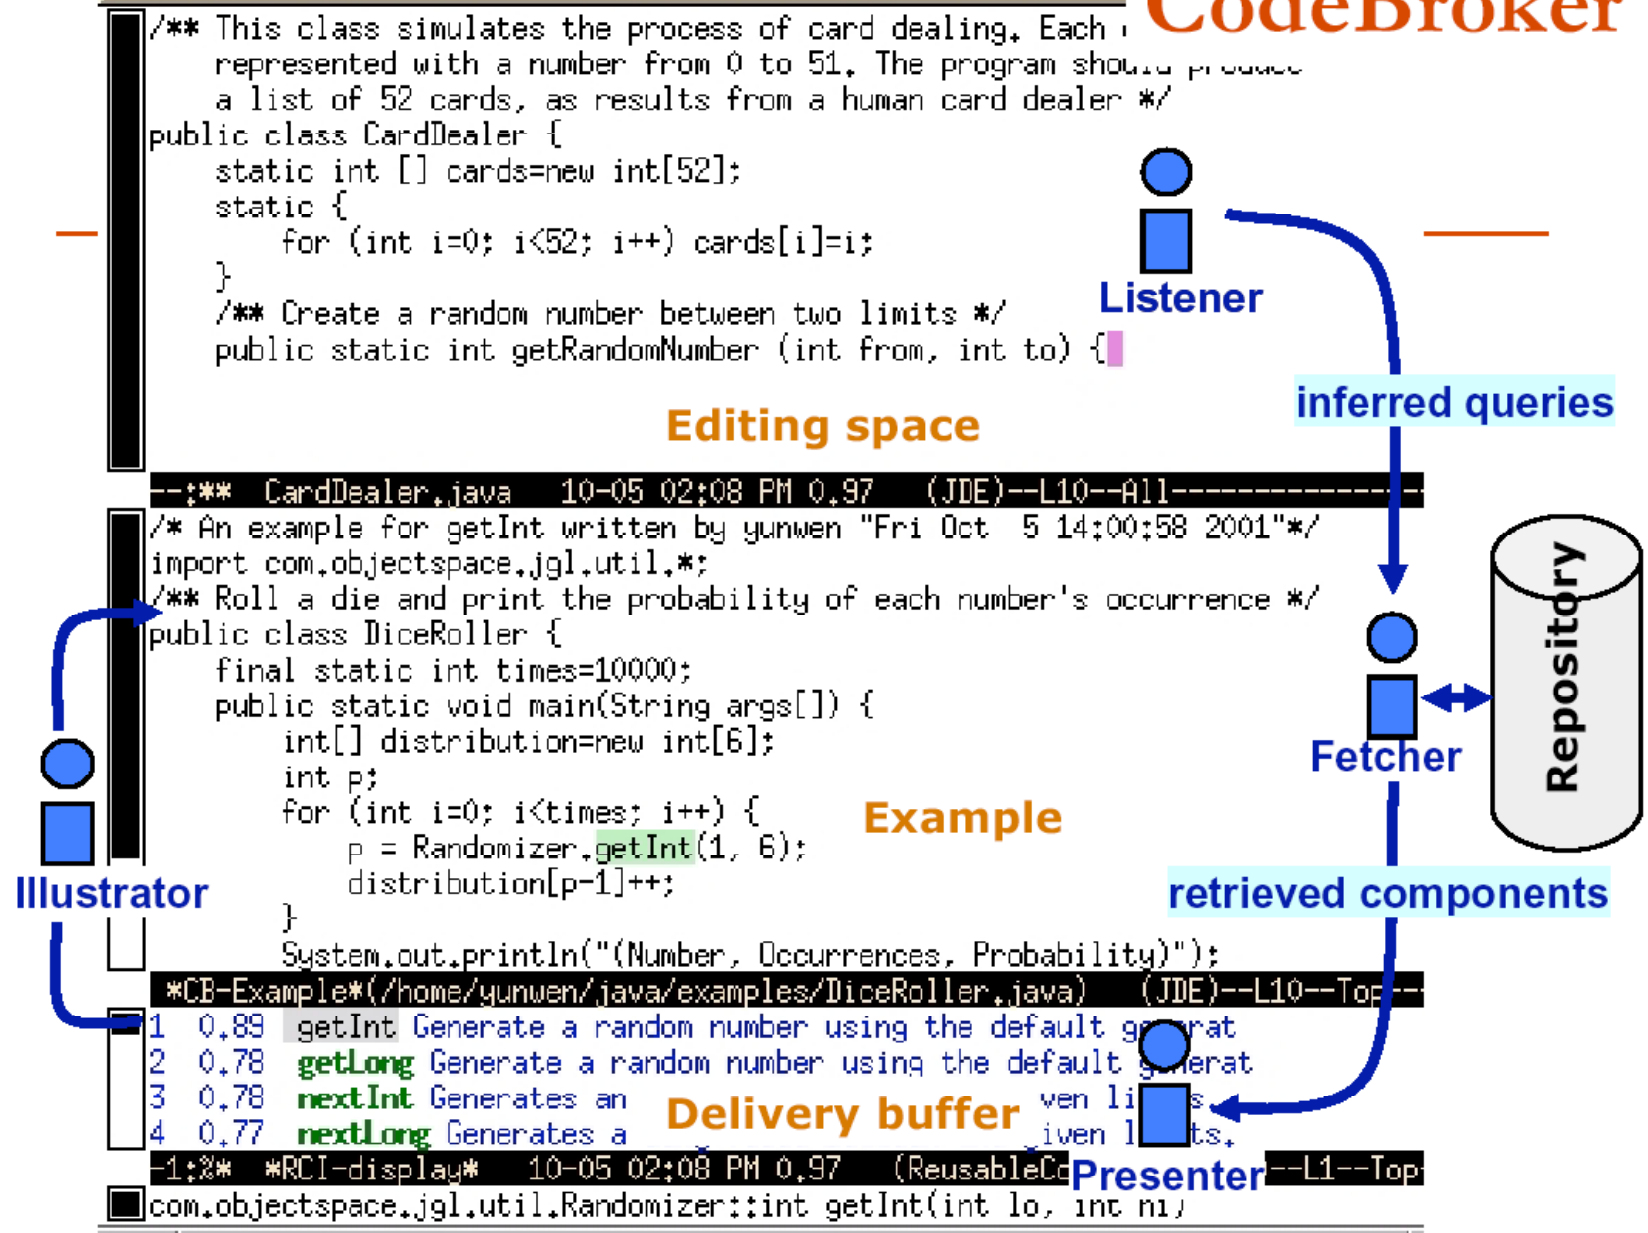 CodeBroker
/** This class simulates the process of card dealing. Each
represented with a number from 0 to 51. The program should produce
a list of 52 cards, as results from a human card dealer */
public class CardDealer {
static int [] cards=new int[52];
static {
for (int i=0; i<52; i++) cards[i]=i;
}
/** Create a random number between two limits */
public static int getRandomNumber (int from, int to) {
Listener
inferred queries
Editing space
--:** CardDealer.java 10-05 02:08 PM 0.97 (JDE)--L10--All----------------
/* An example for getInt written by yunwen "Fri Oct 5 14:00:58 2001"*/
import com.objectspace.jgl.util.*;
/** Roll a die and print the probability of each number's occurrence */
public class DiceRoller {
final static int times=10000;
public static void main(String args[]) {
int[] distribution=new int[6];
int p;
for (int i=0; i<times; i++) {
p = Randomizer.getInt(1, 6);
distribution[p-1]++;
}
System.out.println("(Number, Occurrences, Probability)");
Example
Repository
Fetcher
Illustrator
retrieved components
*CB-Example*(/home/yunwen/java/examples/DiceRoller.java) (JDE)--L10--Top---
1 0.89 getInt Generate a random number using the default
2 0.78 getLong Generate a random number using the default
3 0.78 nextInt Generates an
4 0.77 nextLong Generates a
Delivery buffer
Presenter
-1:%* *RCI-display* 10-05 02:08 PM 0.97 (ReusableCo --L1--Top
com.objectspace.jgl.util.Randomizer::int getInt(int lo, int hi)